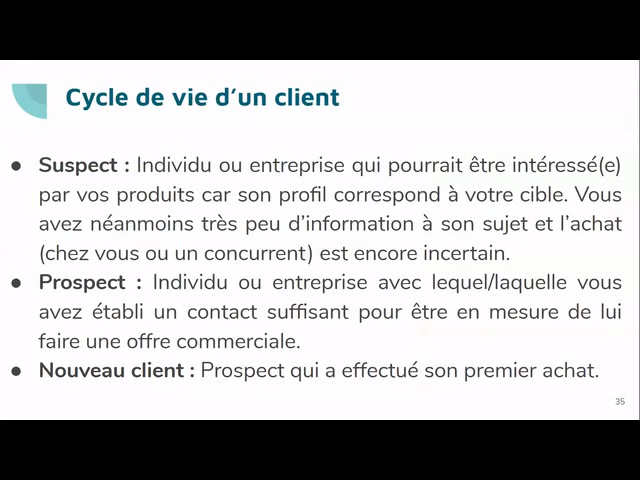 Cycle de vie d’un client
● Suspect : Individu ou entreprise qui pourrait être intéressé(e)
par vos produits car son profil correspond à votre cible. Vous
avez néanmoins très peu d’information à son sujet et l’achat
(chez vous ou un concurrent) est encore incertain.
● Prospect : Individu ou entreprise avec lequel/laquelle vous
avez établi un contact suffisant pour être en mesure de lui
faire une offre commerciale.
● Nouveau client : Prospect qui a effectué son premier achat.
35